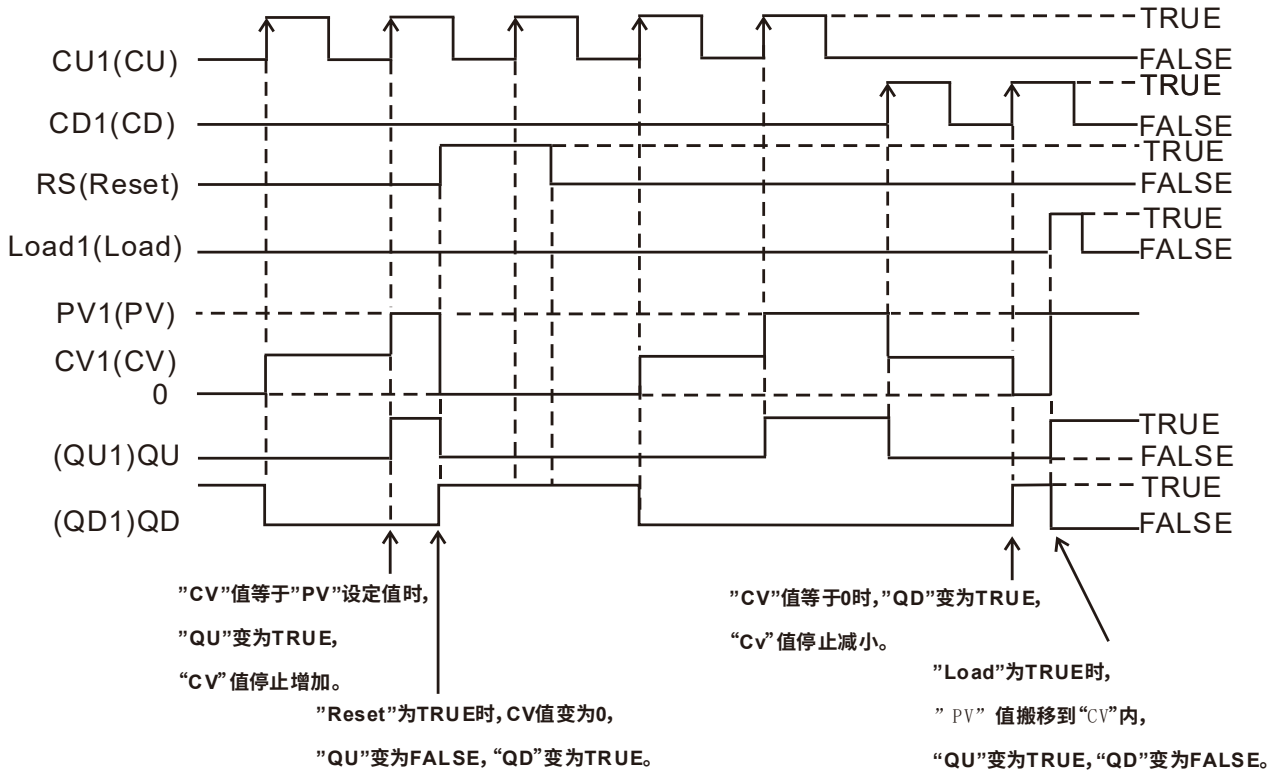 TRUE
CU1(CU)
FALSE
TRUE
CD1(CD)
FALSE
TRUE
RS(Reset)
FALSE
TRUE
Load1(Load)
FALSE
PV1(PV)
CV1(CV)
0
TRUE
(QU1)QU
FALSE
TRUE
(QD1)QD
FALSE
”CV”值等于”PV”设定值时，
”QU”变为TRUE，
“CV”值停止增加。
”Reset”为TRUE时，CV值变为0，
”QU”变为FALSE，“QD”变为TRUE。
”CV”值等于0时，”QD”变为TRUE，
“Cv”值停止减小。
”Load”为TRUE时，
” PV” 值搬移到“CV”内，
“QU”变为TRUE，“QD”变为FALSE。